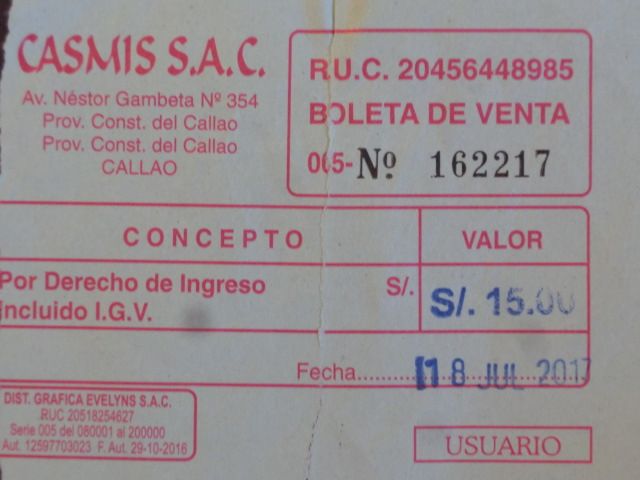 CASMIS S.A.C.
Av. Néstor Gambeta Nº 354
Prov. Const. del Callao
Prov. Const. del Callao
CALLAO
R.U.C. 20456448985
BOLETA DE VENTA
005-Nº 162217
CONCEPTO VALOR
Por Derecho de Ingreso S/. S/. 15.00
incluido I.G.V.
Fecha.......................... 18 JUL 2017
DIST. GRAFICA EVELYNS S.A.C.
RUC 20518254627
Serie 005 del 080001 al 200000
Aut. 12597703023 F. Aut. 29-10-2016
USUARIO